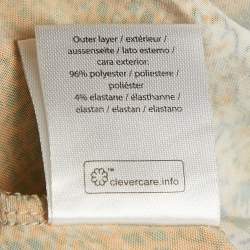 Outer layer / extérieur /
aussenseite / lato esterno /
cara exterior:
96% polyester / poliestere /
poliéster
4% elastane / élasthanne /
elastan / elastan / elastano
™
clevercare.info